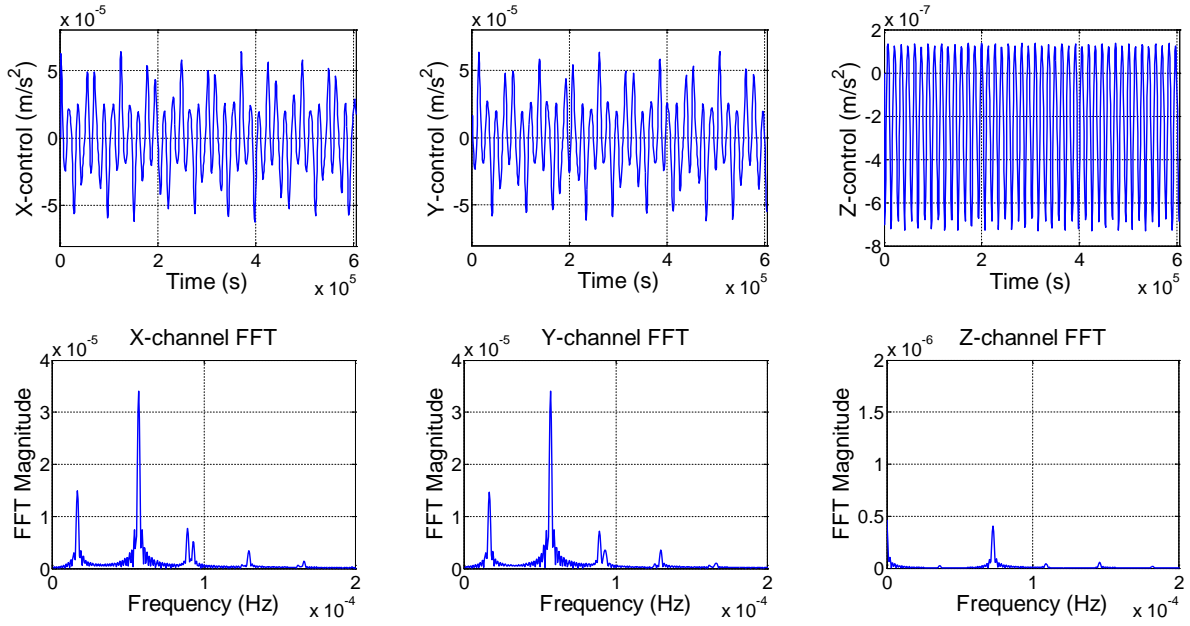 x 10^-5
X-control (m/s^2)
5
0
-5
0 2 4 6
Time (s)
x 10^5
x 10^-5
Y-control (m/s^2)
5
0
-5
0 2 4 6
Time (s)
x 10^5
x 10^-7
Z-control (m/s^2)
2
0
-2
-4
-6
-8
0 2 4 6
Time (s)
x 10^5
X-channel FFT
x 10^-5
FFT Magnitude
4
3
2
1
0
0 1 2
Frequency (Hz)
x 10^-4
Y-channel FFT
x 10^-5
FFT Magnitude
4
3
2
1
0
0 1 2
Frequency (Hz)
x 10^-4
Z-channel FFT
x 10^-6
FFT Magnitude
2
1.5
1
0.5
0
0 1 2
Frequency (Hz)
x 10^-4